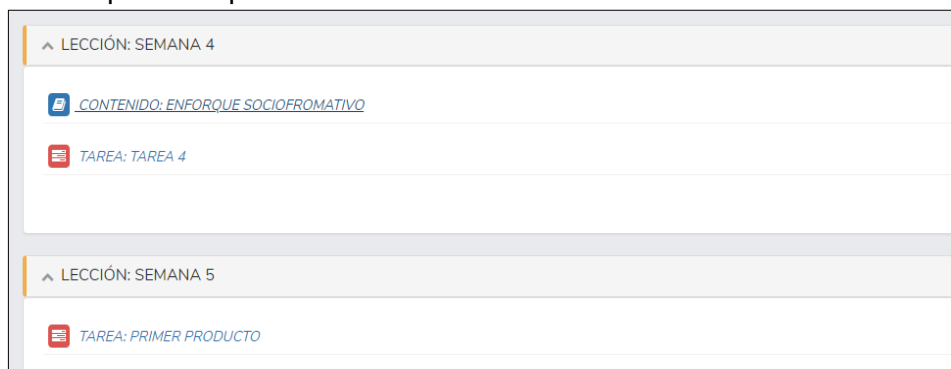 LECCIÓN: SEMANA 4
CONTENIDO: ENFORQUE SOCIOFROMATIVO
TAREA: TAREA 4
LECCIÓN: SEMANA 5
TAREA: PRIMER PRODUCTO